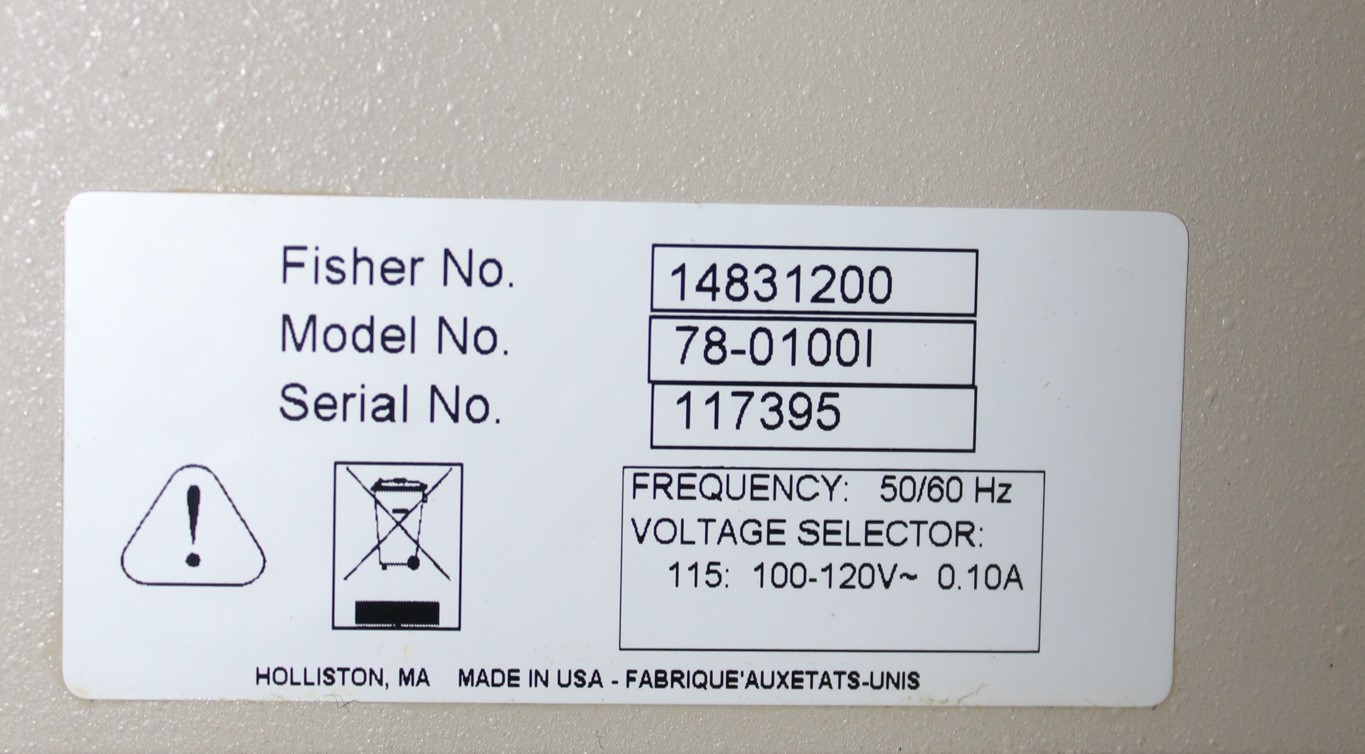 Fisher No. 14831200
Model No. 78-0100I
Serial No. 117395
FREQUENCY: 50/60 Hz
VOLTAGE SELECTOR:
115: 100-120V~ 0.10A
HOLLISTON, MA MADE IN USA - FABRIQUE'AUXETATS-UNIS